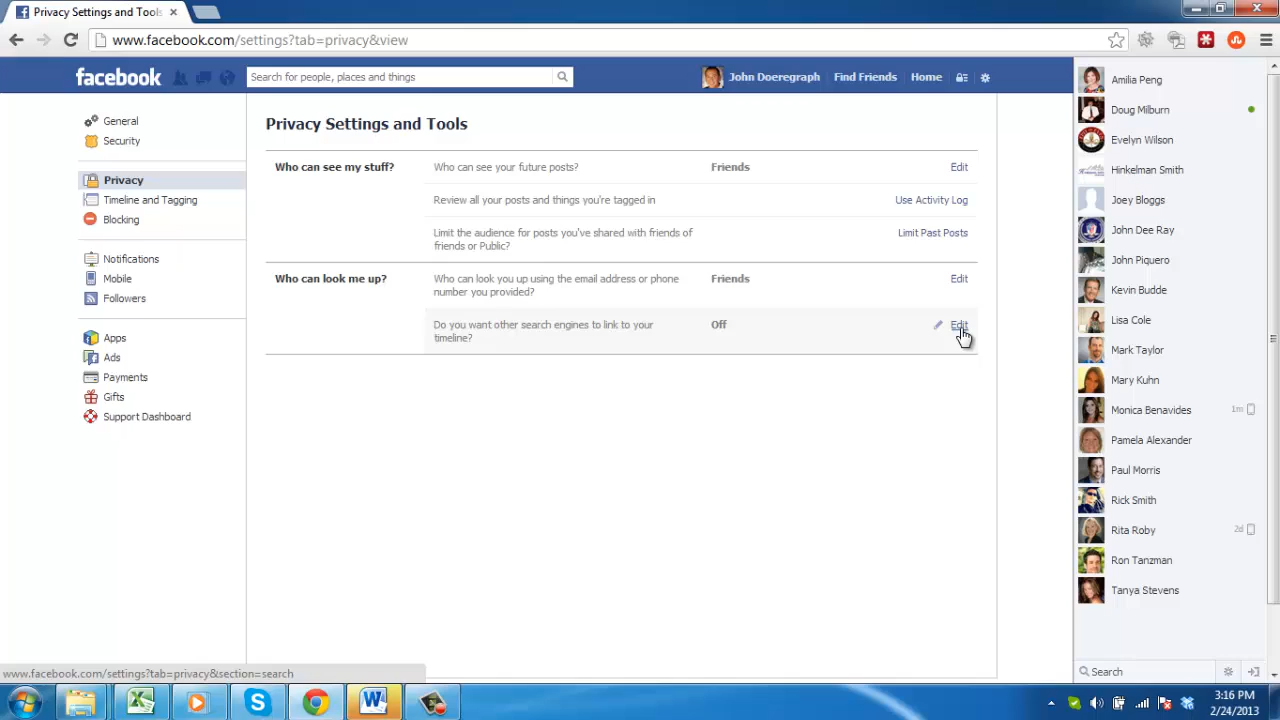 Privacy Settings and Tools
www.facebook.com/settings?tab=privacy&view
facebook
Search for people, places and things
John Doeregraph
Find Friends
Home
General
Security
Privacy
Timeline and Tagging
Blocking
Notifications
Mobile
Followers
Apps
Ads
Payments
Gifts
Support Dashboard
Privacy Settings and Tools
Who can see my stuff?
Who can see your future posts?
Friends
Edit
Review all your posts and things you're tagged in
Use Activity Log
Limit the audience for posts you've shared with friends of
friends or Public?
Limit Past Posts
Who can look me up?
Who can look you up using the email address or phone
number you provided?
Friends
Edit
Do you want other search engines to link to your
timeline?
Off
Edit
Amilia Peng
Doug Milburn
Evelyn Wilson
Hinkelman Smith
Joey Bloggs
John Dee Ray
John Piquero
Kevin Budde
Lisa Cole
Mark Taylor
Mary Kuhn
Monica Benavides
1m
Pamela Alexander
Paul Morris
Rick Smith
Rita Roby
2d
Ron Tanzman
Tanya Stevens
Search
www.facebook.com/settings?tab=privacy&section=search
3:16 PM
2/24/2013